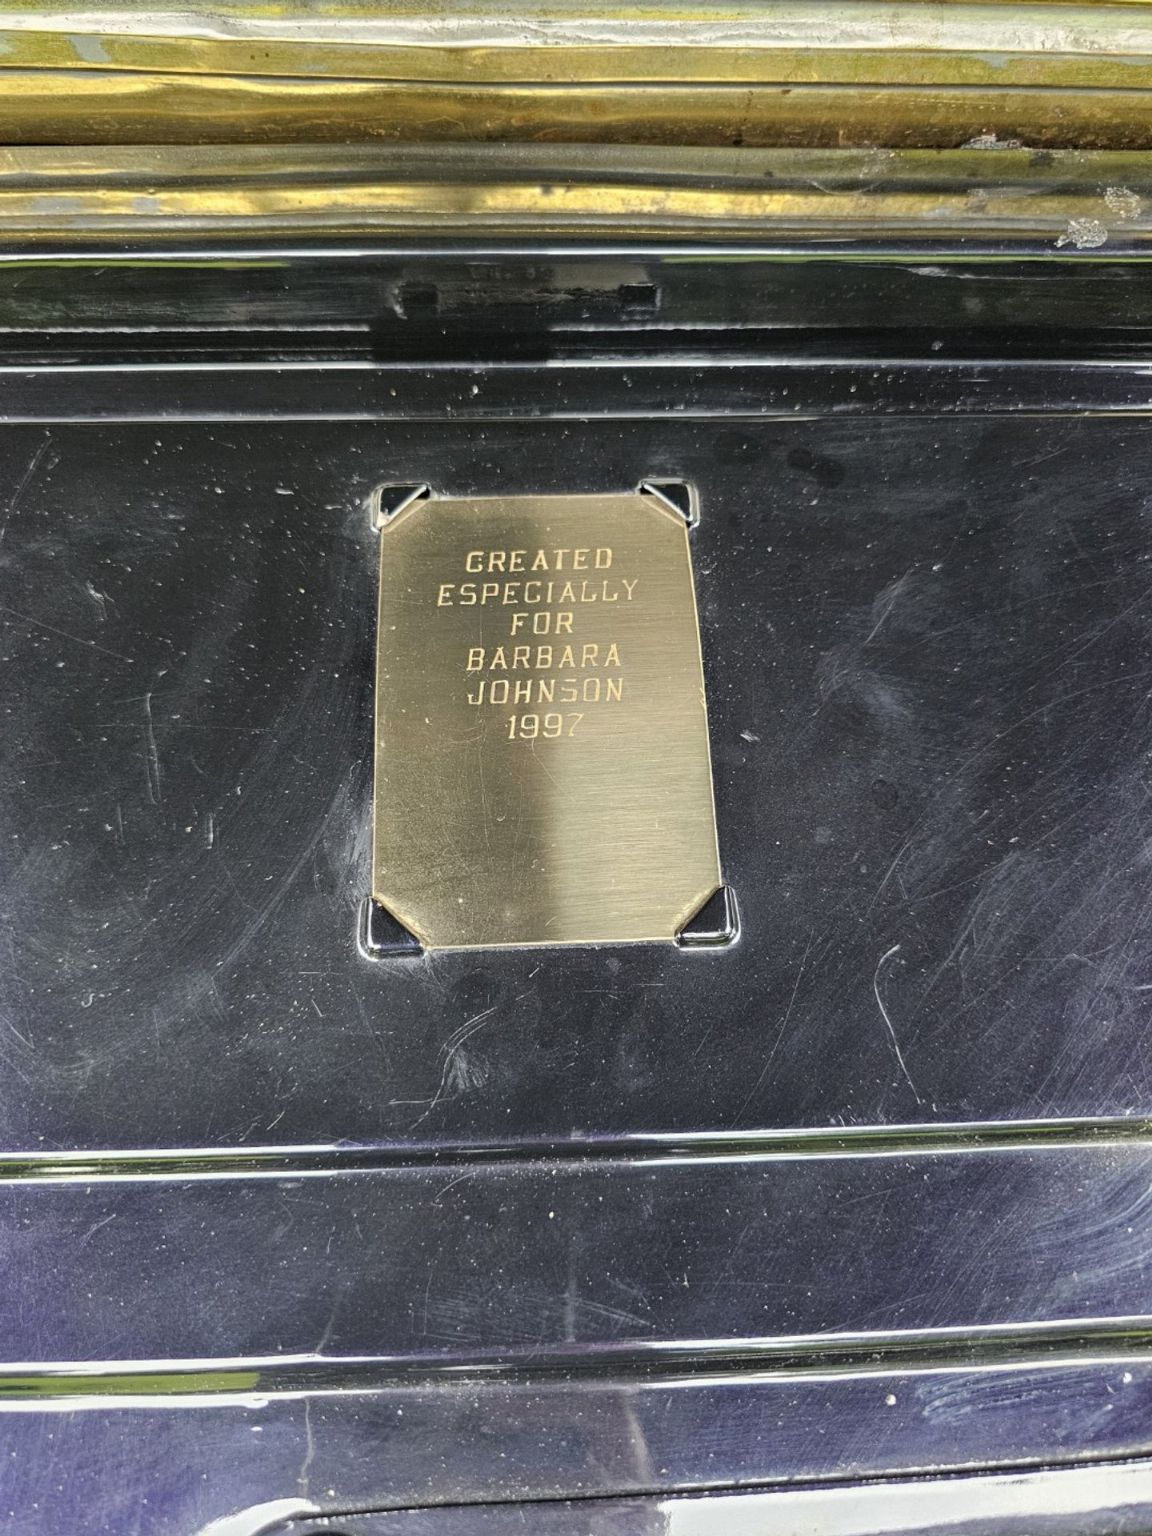 CREATED
ESPECIALLY
FOR
BARBARA
JOHNSON
1997